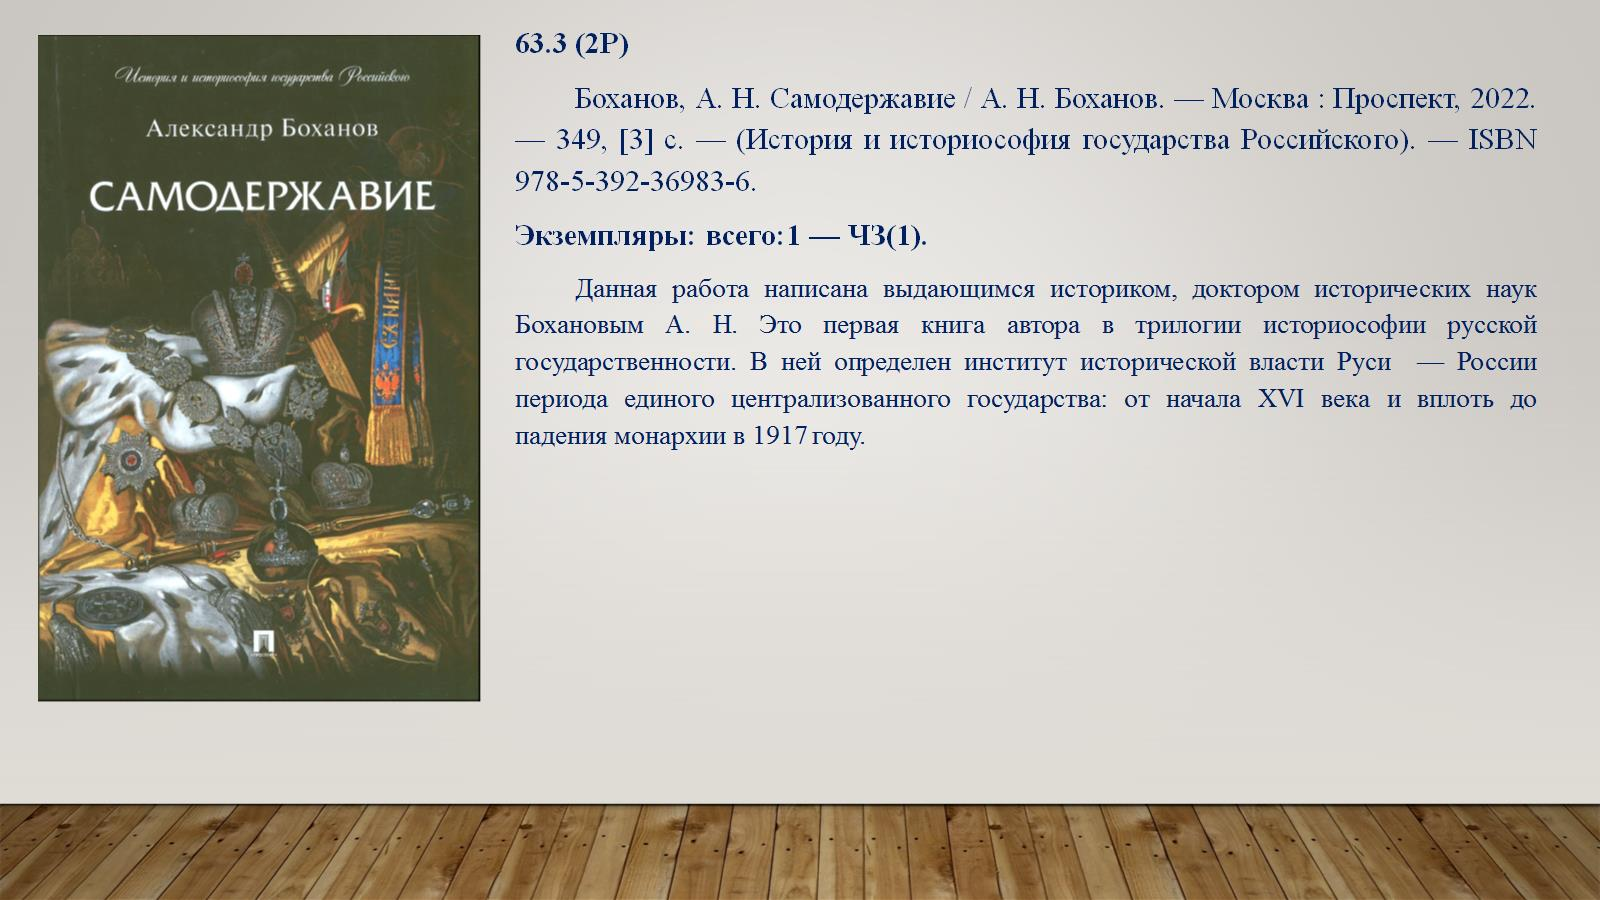 История и историософия государства Российского
Александр Боханов
САМОДЕРЖАВИЕ
63.3 (2Р)
Боханов, А. Н. Самодержавие / А. Н. Боханов. — Москва : Проспект, 2022.
— 349, [3] с. — (История и историософия государства Российского). — ISBN
978-5-392-36983-6.
Экземпляры: всего:1 — ЧЗ(1).
Данная работа написана выдающимся историком, доктором исторических наук
Бохановым А. Н. Это первая книга автора в трилогии историософии русской
государственности. В ней определен институт исторической власти Руси — России
периода единого централизованного государства: от начала XVI века и вплоть до
падения монархии в 1917 году.